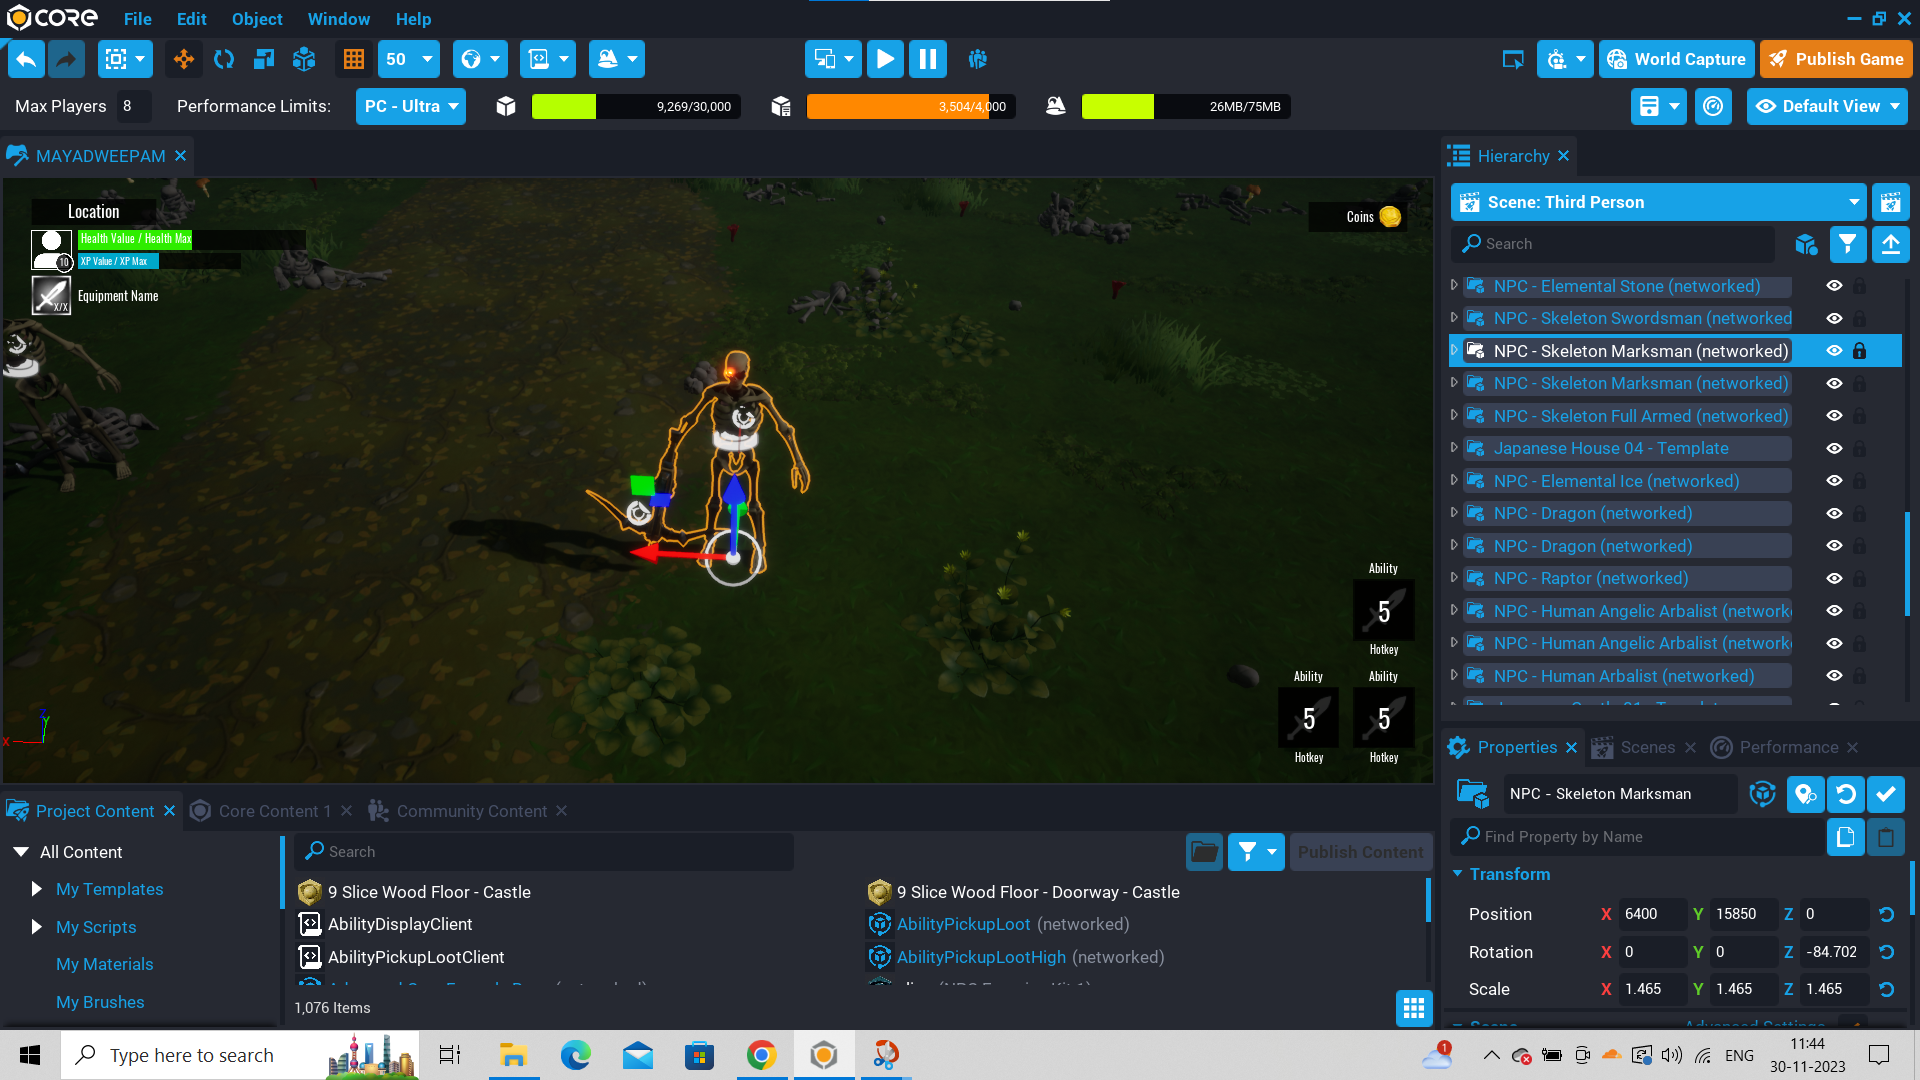 CORE
File
Edit
Object
Window
Help
50
World Capture
Publish Game
Max Players
8
Performance Limits:
PC - Ultra
9,269/30,000
3,504/4,000
26MB/75MB
Default View
MAYADWEEPAM
Location
Health Value / Health Max
10
XP Value / XP Max
X/X
Equipment Name
Coins
Ability
5
Hotkey
Ability
5
Hotkey
Ability
5
Hotkey
Hierarchy
Scene: Third Person
Search
NPC - Elemental Stone (networked)
NPC - Skeleton Swordsman (networked
NPC - Skeleton Marksman (networked)
NPC - Skeleton Marksman (networked)
NPC - Skeleton Full Armed (networked)
Japanese House 04 - Template
NPC - Elemental Ice (networked)
NPC - Dragon (networked)
NPC - Dragon (networked)
NPC - Raptor (networked)
NPC - Human Angelic Arbalist (network
NPC - Human Angelic Arbalist (network
NPC - Human Arbalist (networked)
Properties
Scenes
Performance
NPC - Skeleton Marksman
Find Property by Name
Transform
Position
X 6400 Y 15850 Z 0
Rotation
X 0 Y 0 Z -84.702
Scale
X 1.465 Y 1.465 Z 1.465
Project Content
Core Content 1
Community Content
All Content
My Templates
My Scripts
My Materials
My Brushes
Search
Publish Content
9 Slice Wood Floor - Castle
9 Slice Wood Floor - Doorway - Castle
AbilityDisplayClient
AbilityPickupLoot (networked)
AbilityPickupLootClient
AbilityPickupLootHigh (networked)
1,076 Items
Type here to search
1
ENG
11:44
30-11-2023